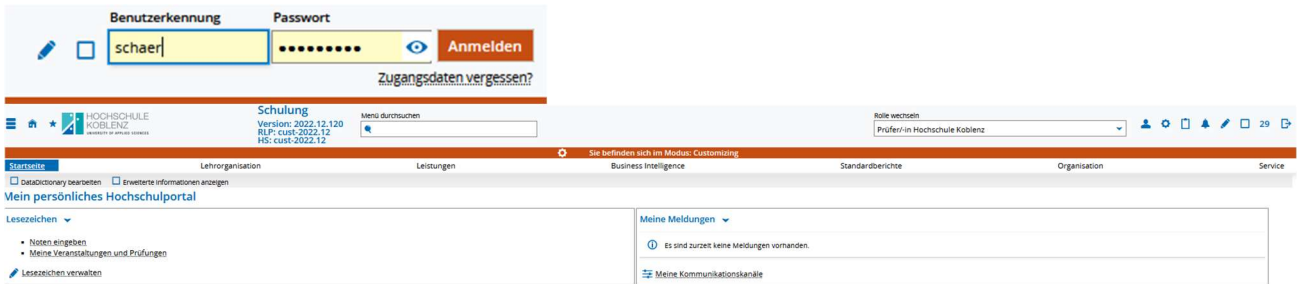 Benutzerkennung Passwort
schaer ••••••••• Anmelden
Zugangsdaten vergessen?
HOCHSCHULE
KOBLENZ
UNIVERSITY OF APPLIED SCIENCES
Schulung
Version: 2022.12.120
RLP: cust-2022.12
HS: cust-2022.12
Menü durchsuchen
Rolle wechseln
Prüfer/-in Hochschule Koblenz
29
Sie befinden sich im Modus: Customizing
Startseite Lehrorganisation Leistungen Business Intelligence Standardberichte Organisation Service
DataDictionary bearbeiten Erweiterte Informationen anzeigen
Mein persönliches Hochschulportal
Lesezeichen
• Noten eingeben
• Meine Veranstaltungen und Prüfungen
Lesezeichen verwalten
Meine Meldungen
Es sind zurzeit keine Meldungen vorhanden.
Meine Kommunikationskanäle